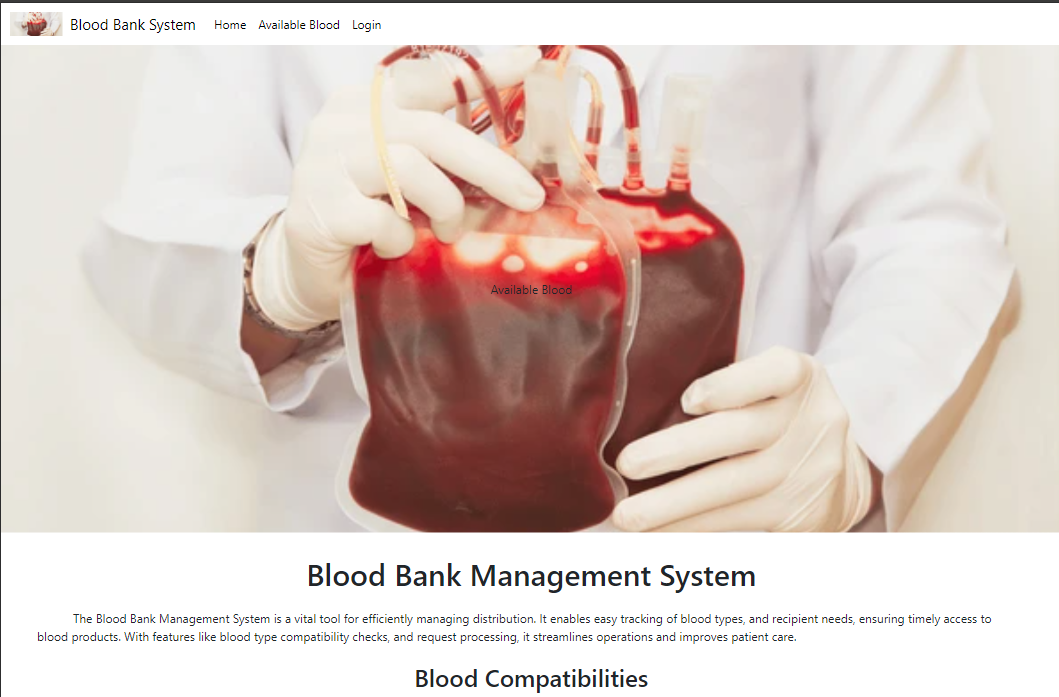 Blood Bank System Home Available Blood Login
Available Blood
Blood Bank Management System
The Blood Bank Management System is a vital tool for efficiently managing distribution. It enables easy tracking of blood types, and recipient needs, ensuring timely access to
blood products. With features like blood type compatibility checks, and request processing, it streamlines operations and improves patient care.
Blood Compatibilities